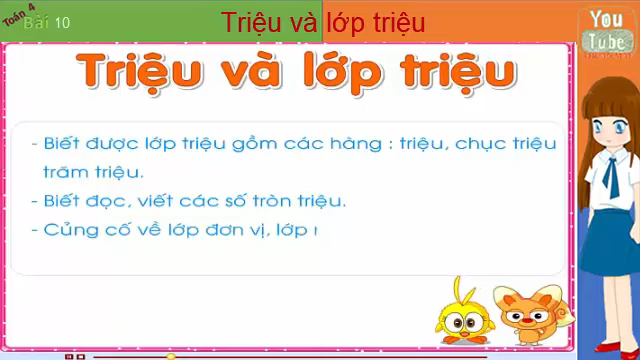 Toán 4
Bài 10
Triệu và lớp triệu
You
Tube
Triệu và lớp triệu
- Biết được lớp triệu gồm các hàng : triệu, chục triệu
trăm triệu.
- Biết đọc, viết các số tròn triệu.
- Củng cố về lớp đơn vị, lớp